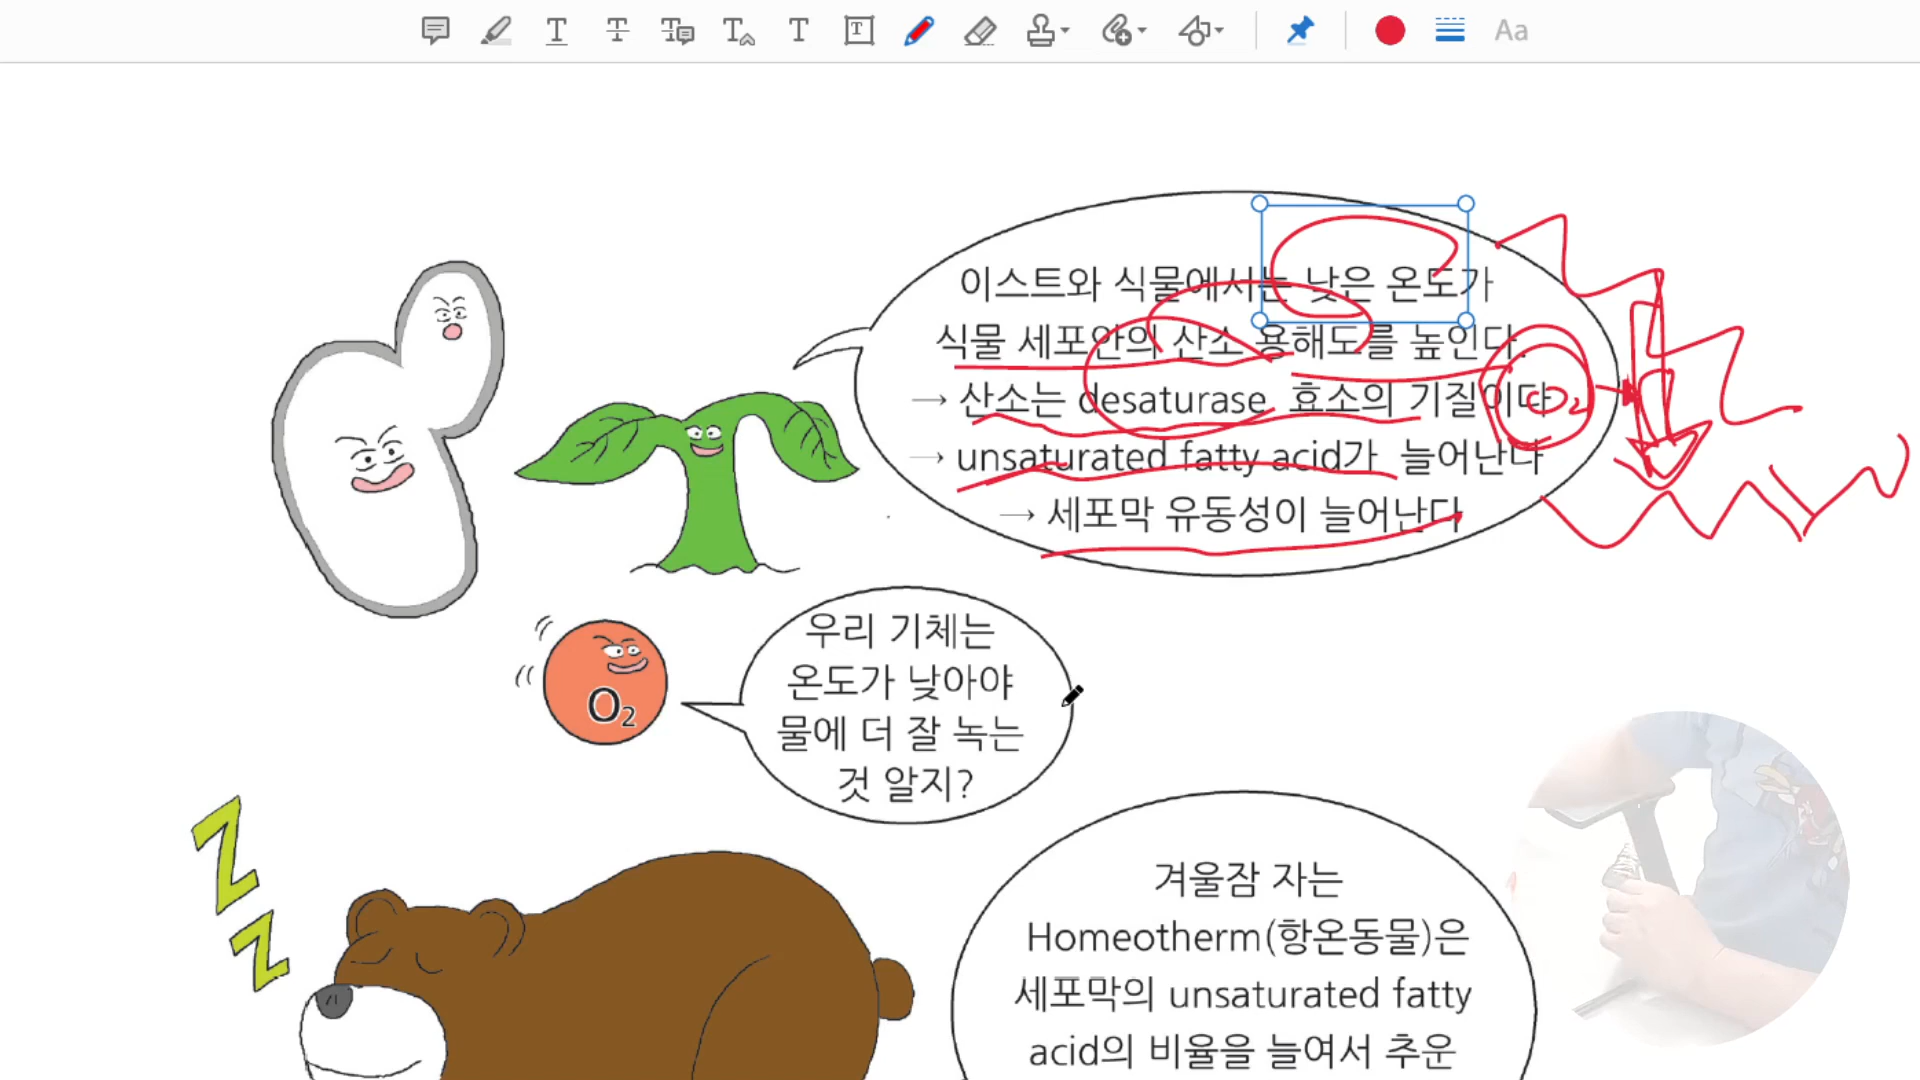 이스트와 식물에서는 낮은 온도가
식물 세포안의 산소 용해도를 높인다.
→ 산소는 desaturase 효소의 기질이다
→ unsaturated fatty acid가 늘어난다
→ 세포막 유동성이 늘어난다
O₂
우리 기체는
온도가 낮아야
물에 더 잘 녹는
것 알지?
O₂
Z
Z
겨울잠 자는
Homeotherm(항온동물)은
세포막의 unsaturated fatty
acid의 비율을 늘여서 추운
T
T
T
T
T
T
Aa